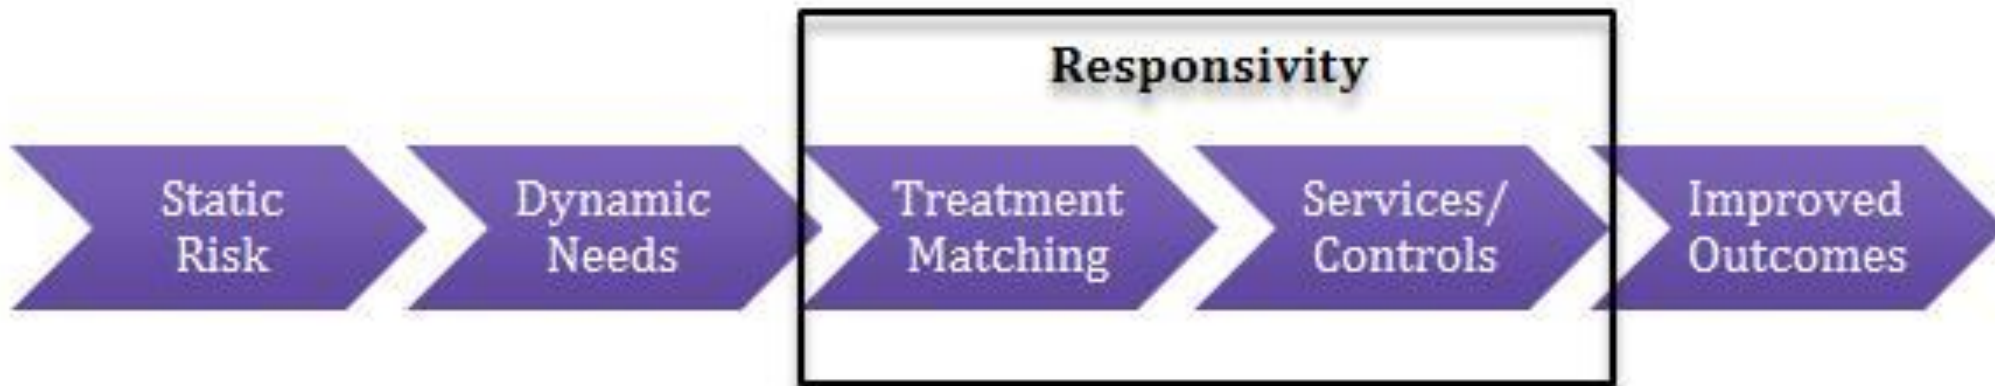 Responsivity
Static
Risk
Dynamic
Needs
Treatment
Matching
Services/
Controls
Improved
Outcomes